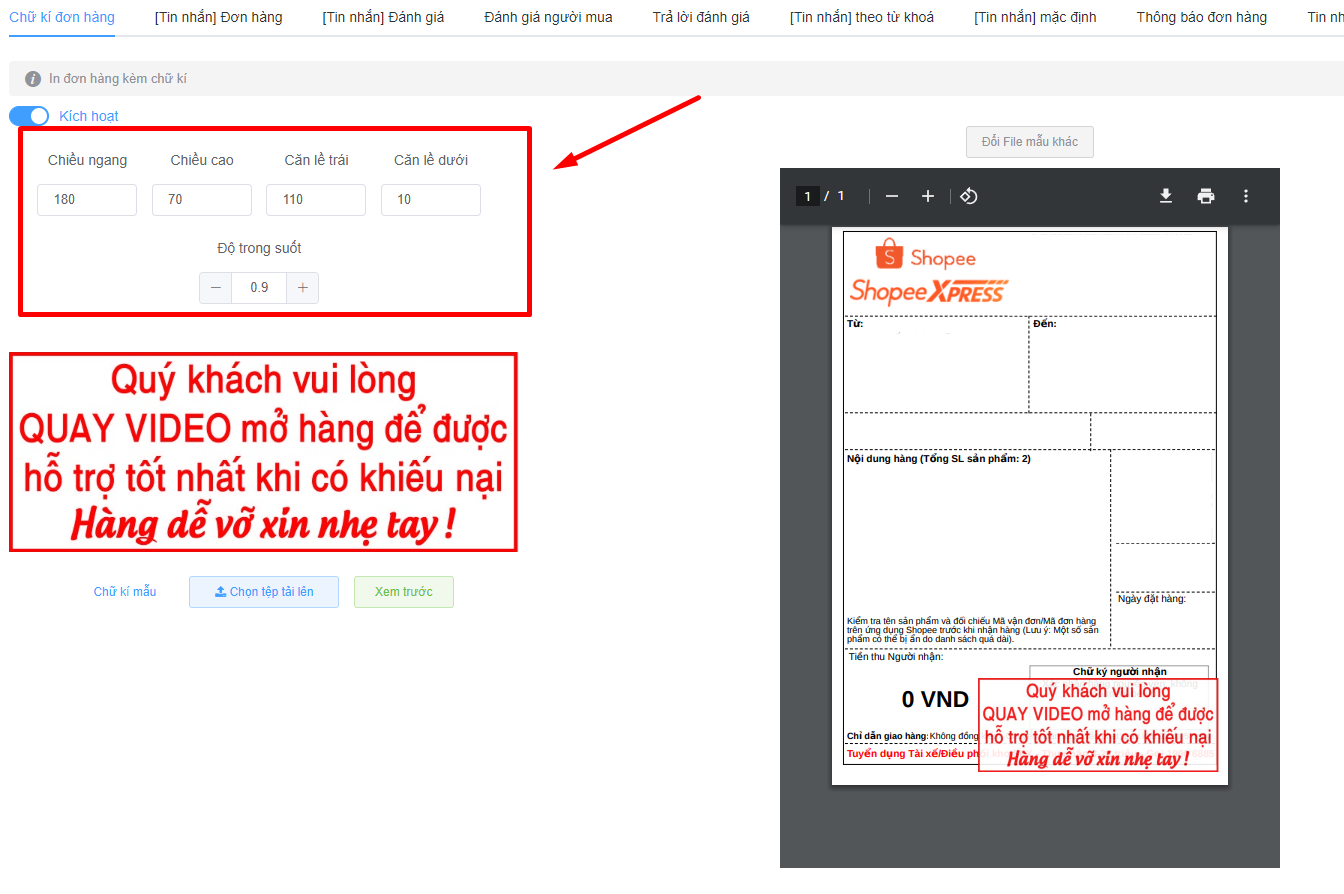 Chữ kí đơn hàng
[Tin nhắn] Đơn hàng
[Tin nhắn] Đánh giá
Đánh giá người mua
Trả lời đánh giá
[Tin nhắn] theo từ khoá
[Tin nhắn] mặc định
Thông báo đơn hàng
Tin nh
In đơn hàng kèm chữ kí
Kích hoạt
Chiều ngang
Chiều cao
Căn lề trái
Căn lề dưới
180
70
110
10
Độ trong suốt
0.9
Quý khách vui lòng
QUAY VIDEO mở hàng để được
hỗ trợ tốt nhất khi có khiếu nại
Hàng dễ vỡ xin nhẹ tay !
Chữ kí mẫu
Chọn tệp tải lên
Xem trước
Đổi File mẫu khác
1 / 1
Shopee
Shopee XPRESS
Từ:
Đến:
Nội dung hàng (Tổng SL sản phẩm: 2)
Ngày đặt hàng:
Kiểm tra tên sản phẩm và đối chiếu Mã vận đơn/Mã đơn hàng
trên ứng dụng Shopee trước khi nhận hàng (Lưu ý: Một số sản
phẩm có thể bị ẩn do danh sách quá dài).
Tiền thu Người nhận:
0 VND
Chữ ký người nhận
Quý khách vui lòng
QUAY VIDEO mở hàng để được
hỗ trợ tốt nhất khi có khiếu nại
Hàng dễ vỡ xin nhẹ tay !
Chỉ dẫn giao hàng: Không đồng
Tuyển dụng Tài xế/Điều phối